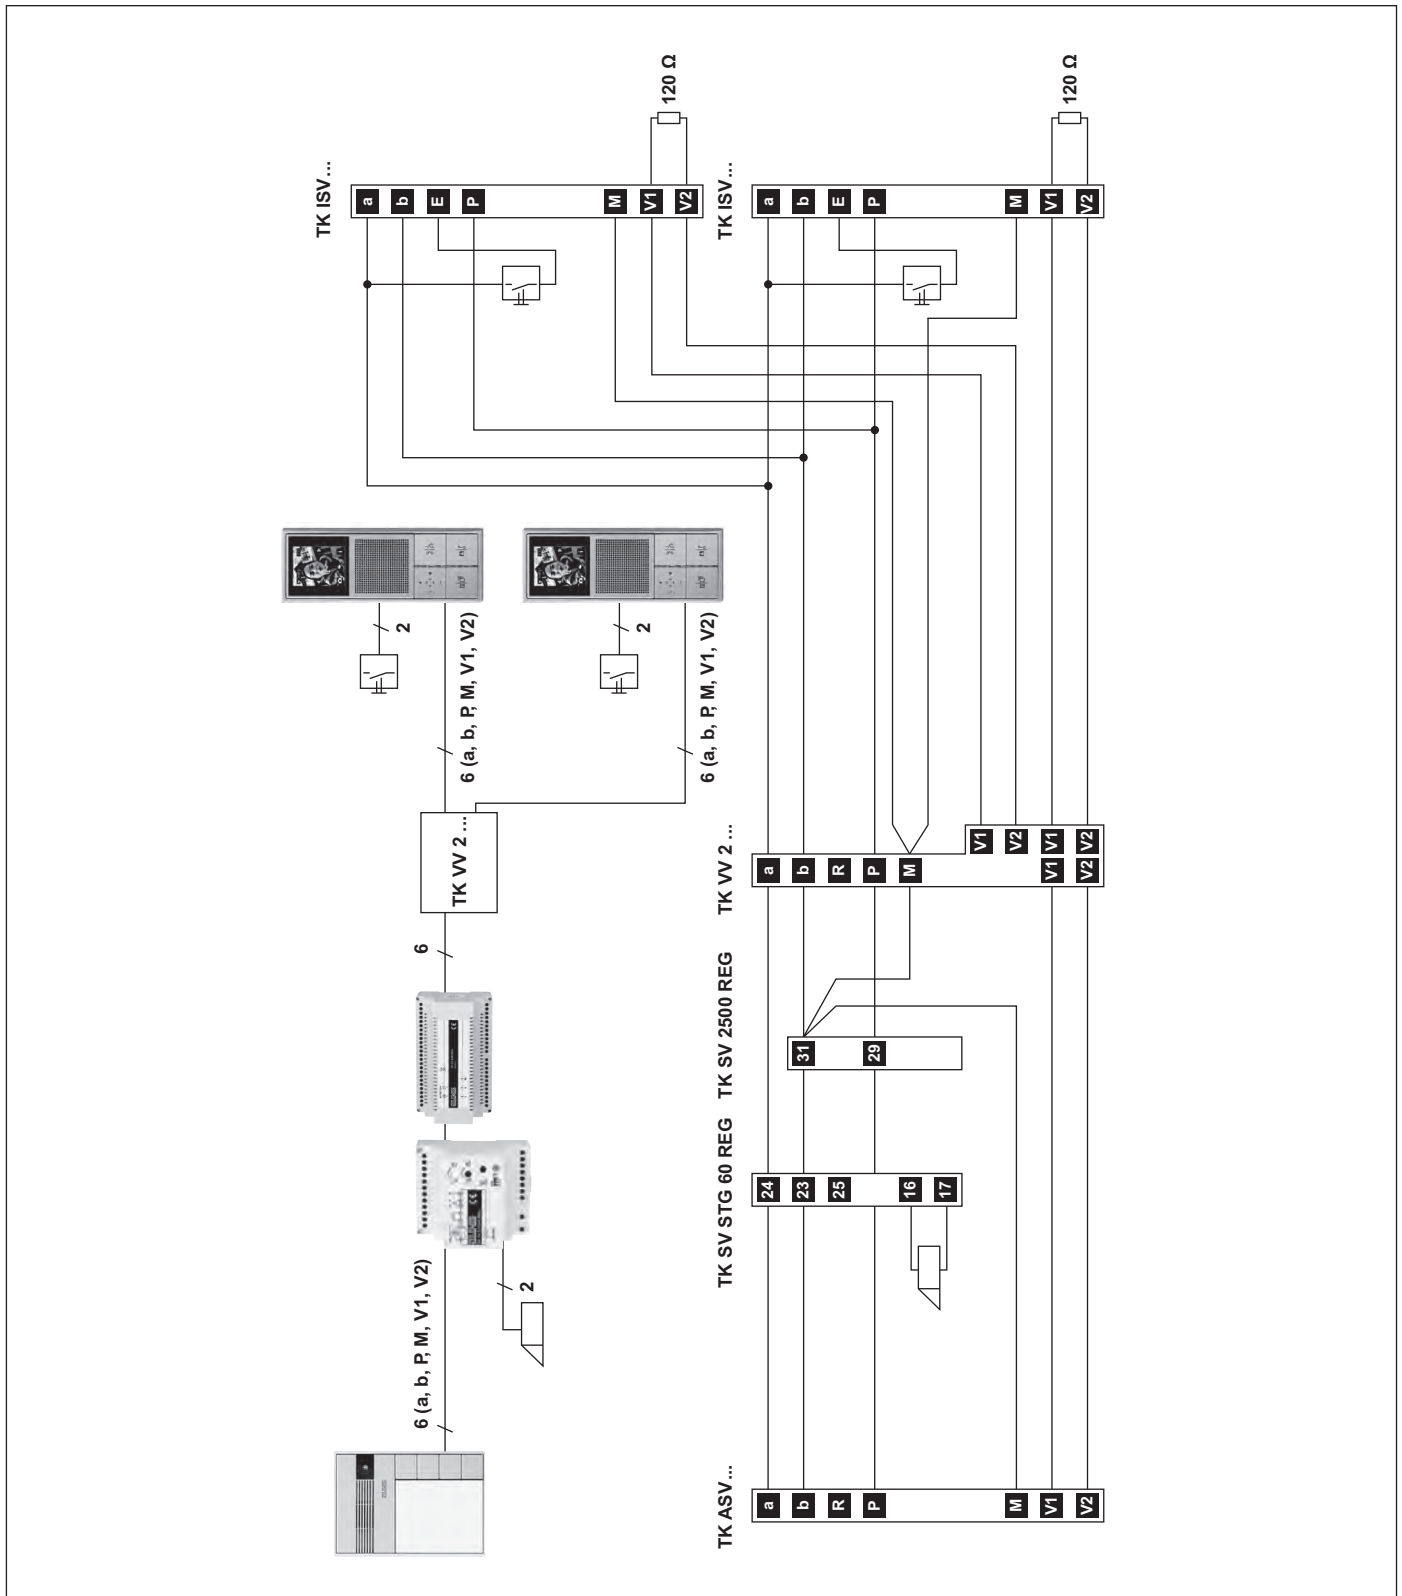 TK ASV...
a
b
R
P
M
V1
V2
TK SV STG 60 REG
24
23
25
16
17
TK SV 2500 REG
31
29
TK VV 2 ...
a
b
R
P
M
V1
V2
V1
V1
V2
V2
TK ISV...
a
b
E
P
M
V1
V2
120 Ω
TK ISV...
a
b
E
P
M
V1
V2
120 Ω
6 (a, b, P, M, V1, V2)
2
6
TK VV 2 ...
6 (a, b, P, M, V1, V2)
2
6 (a, b, P, M, V1, V2)
2